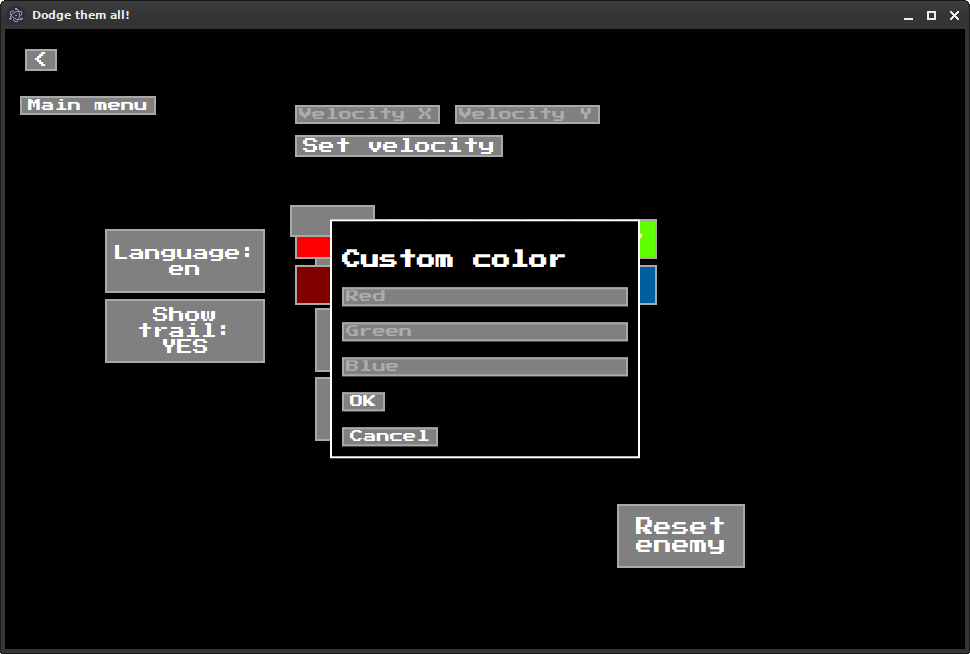 Dodge them all!
<
Main menu
Velocity X
Velocity Y
Set velocity
Language:
en
Show
trail:
YES
Custom color
Red
Green
Blue
OK
Cancel
Reset
enemy